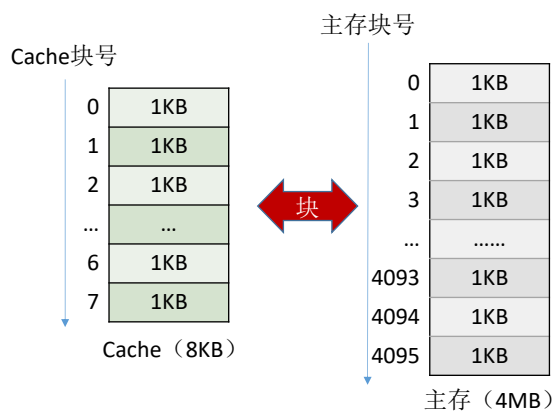 Cache块号
0 1KB
1 1KB
2 1KB
... ...
6 1KB
7 1KB
Cache（8KB）
块
主存块号
0 1KB
1 1KB
2 1KB
3 1KB
... ......
4093 1KB
4094 1KB
4095 1KB
主存（4MB）